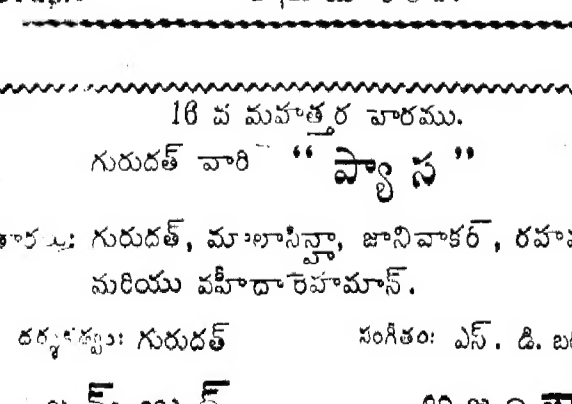 16 వ మహత్తర వారము.
గురుదత్ వారి “ ప్యాస ”
గురుదత్, మాలాసిన్హా, జానివాకర్,
మరియు వహీదా రెహమాన్.
దర్శకత్వం: గురుదత్ సంగీతం: ఎస్. డి.